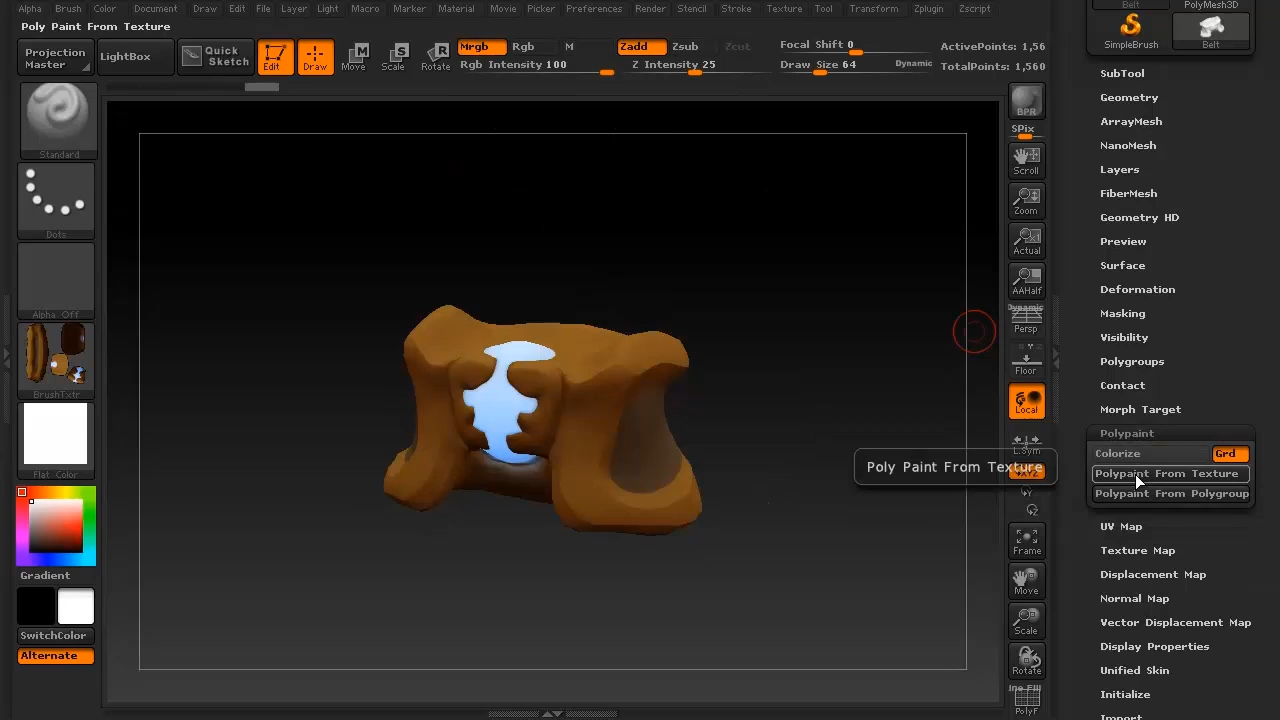 Alpha Brush Color Document Draw Edit File Layer Light Macro Marker Material Movie Picker Preferences Render Stencil Stroke Texture Tool Transform Zplugin Zscript
Poly Paint From Texture
Projection Master
LightBox
Quick Sketch
Edit
Draw
Move
Scale
Rotate
Mrgb Rgb M
Rgb Intensity 100
Zadd Zsub Zcut
Z Intensity 25
Focal Shift 0
Draw Size 64
Dynamic
ActivePoints: 1,56
TotalPoints: 1,560
Standard
Dots
Alpha Off
BrushTxtr
Flat Color
Gradient
SwitchColor
Alternate
BPR
SPix
Scroll
Zoom
Actual
AAHalf
Dynamic
Persp
Floor
Local
L.Sym
Frame
Move
Scale
Rotate
PolyF
Poly Paint From Texture
Belt
PolyMesh3D
SimpleBrush
Belt
SubTool
Geometry
ArrayMesh
NanoMesh
Layers
FiberMesh
Geometry HD
Preview
Surface
Deformation
Masking
Visibility
Polygroups
Contact
Morph Target
Polypaint
Colorize
Grd
Polypaint From Texture
Polypaint From Polygroup
UV Map
Texture Map
Displacement Map
Normal Map
Vector Displacement Map
Display Properties
Unified Skin
Initialize
Import